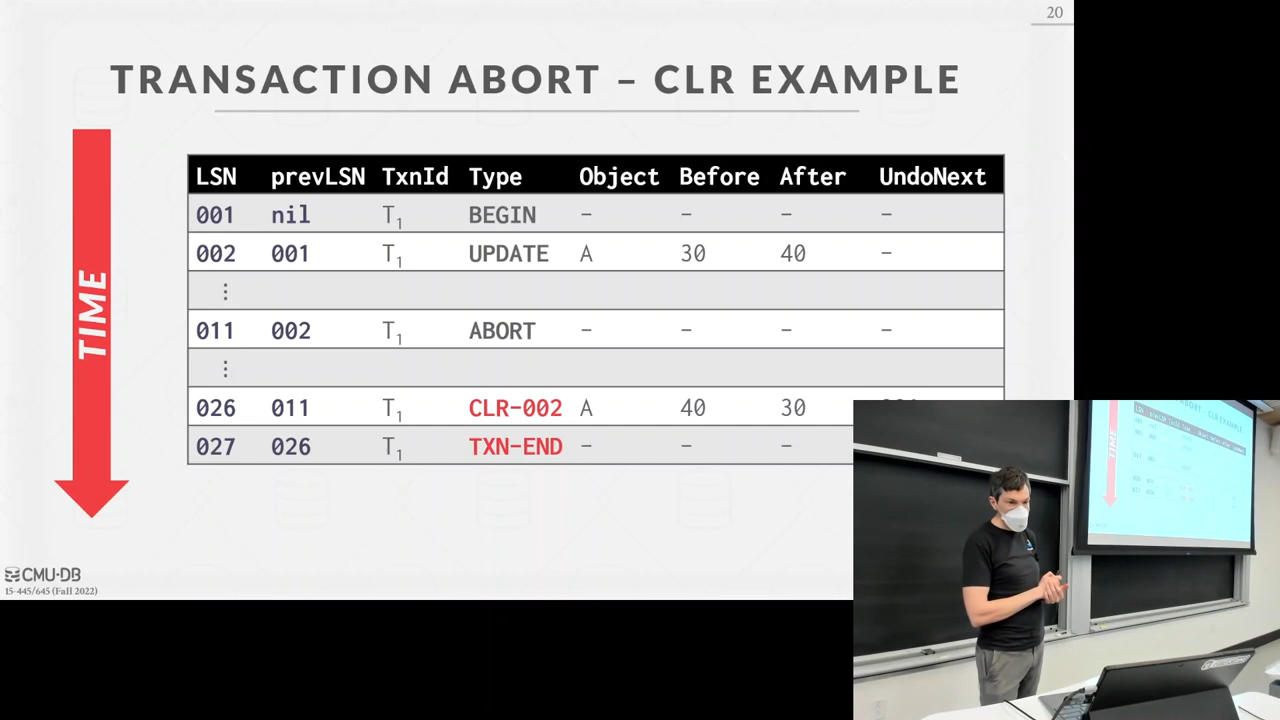 20
TRANSACTION ABORT – CLR EXAMPLE
TIME
LSN prevLSN TxnId Type Object Before After UndoNext
001 nil T1 BEGIN - - - -
002 001 T1 UPDATE A 30 40 -
⋮
011 002 T1 ABORT - - - -
⋮
026 011 T1 CLR-002 A 40 30
027 026 T1 TXN-END - - -
CMU·DB
15-445/645 (Fall 2022)